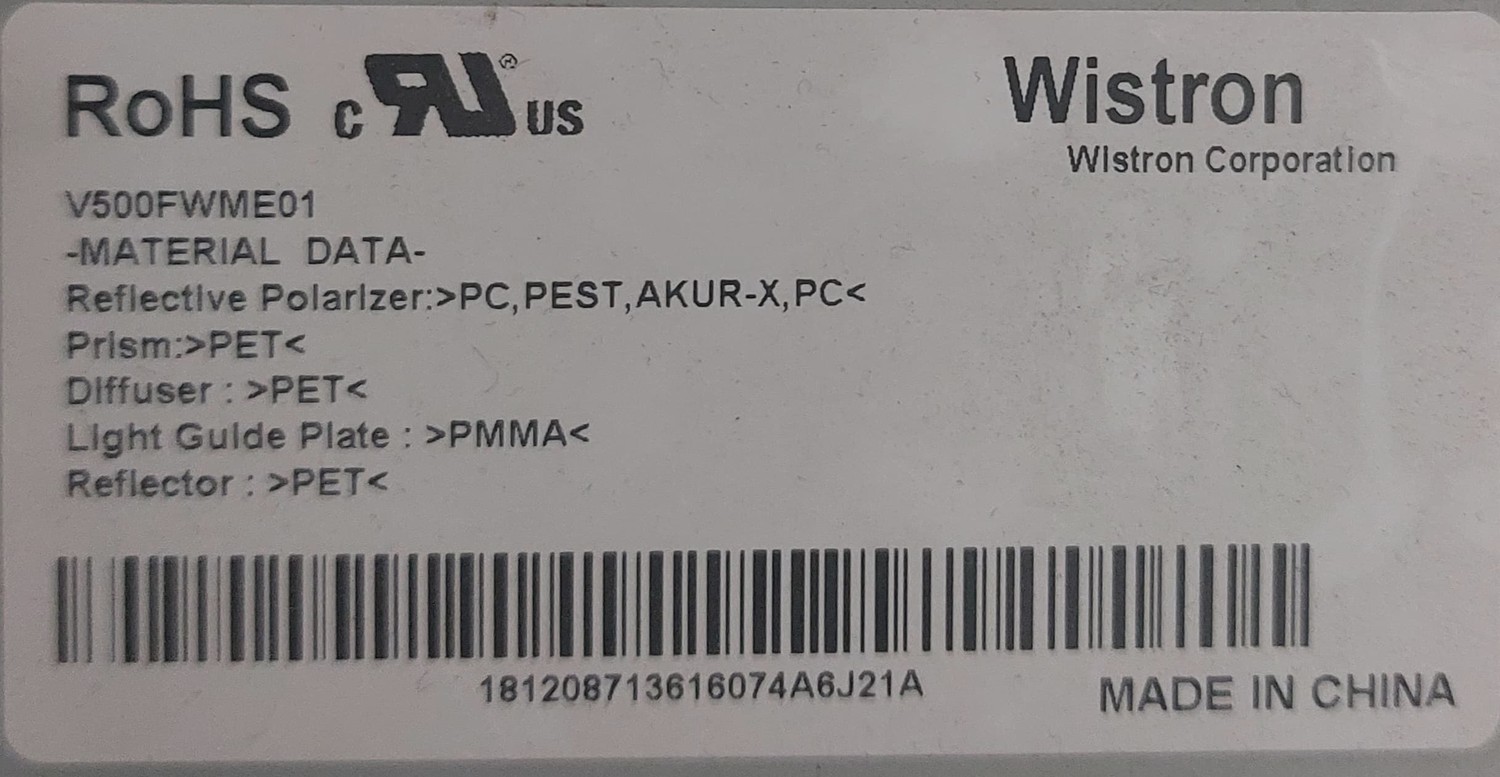 RoHS c RU® US
Wistron
Wistron Corporation
V500FWME01
-MATERIAL DATA-
Reflective Polarizer:>PC,PEST,AKUR-X,PC<
Prism:>PET<
Diffuser : >PET<
Light Guide Plate : >PMMA<
Reflector : >PET<
181208713616074A6J21A
MADE IN CHINA